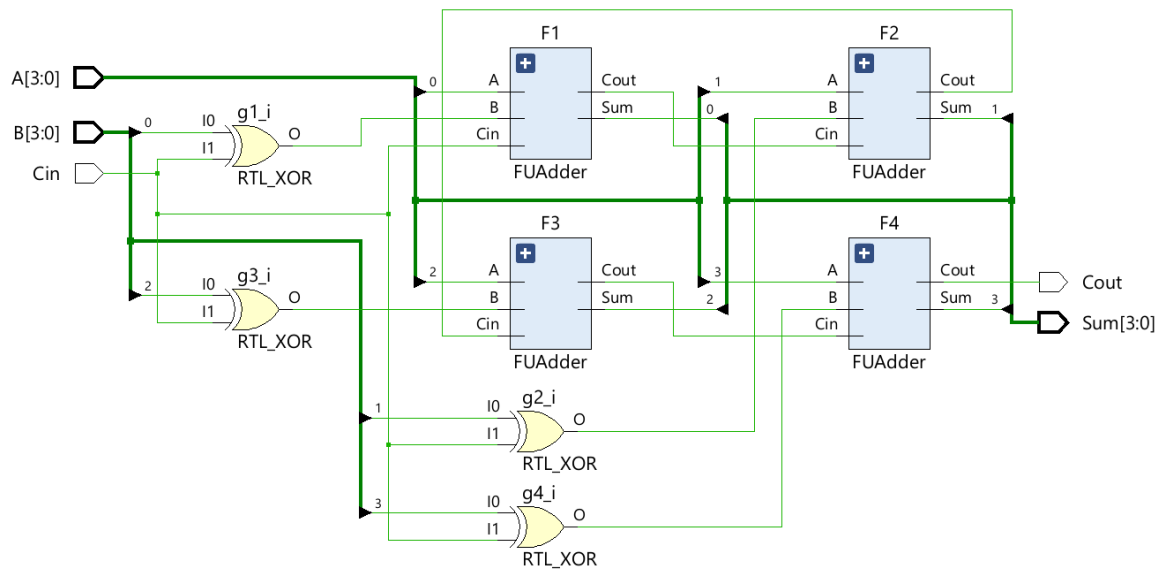 F1
F2
A[3:0]
0
A
Cout
1
A
Cout
B
Sum
0
B
Sum
1
B[3:0]
0
g1_i
I0
O
I1
Cin
Cin
Cin
RTL_XOR
FUAdder
FUAdder
F3
F4
g3_i
2
A
Cout
3
A
Cout
Cout
2
I0
O
B
Sum
2
B
Sum
3
I1
Cin
Cin
Sum[3:0]
RTL_XOR
FUAdder
FUAdder
g2_i
1
I0
O
I1
RTL_XOR
g4_i
3
I0
O
I1
RTL_XOR